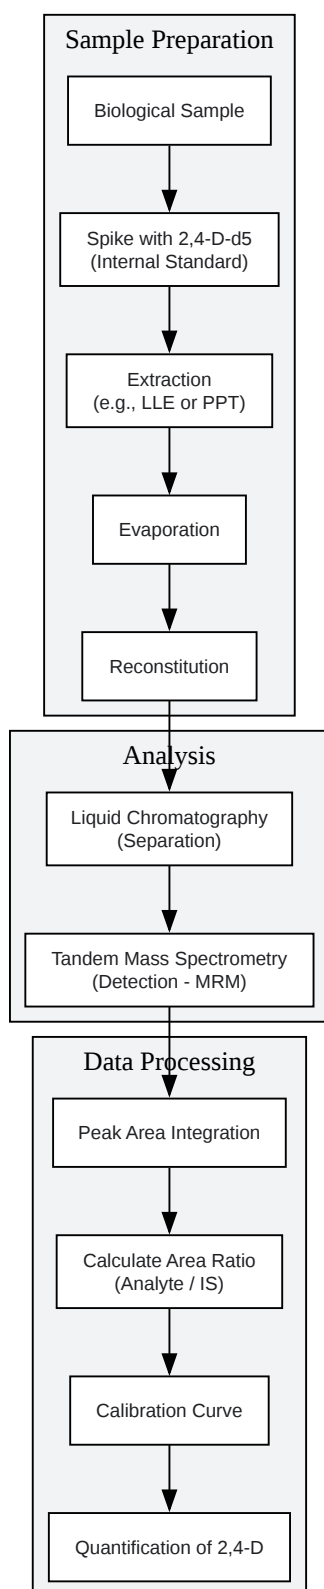 Sample Preparation
Biological Sample
Spike with 2,4-D-d5
(Internal Standard)
Extraction
(e.g., LLE or PPT)
Evaporation
Reconstitution
Analysis
Liquid Chromatography
(Separation)
Tandem Mass Spectrometry
(Detection - MRM)
Data Processing
Peak Area Integration
Calculate Area Ratio
(Analyte / IS)
Calibration Curve
Quantification of 2,4-D